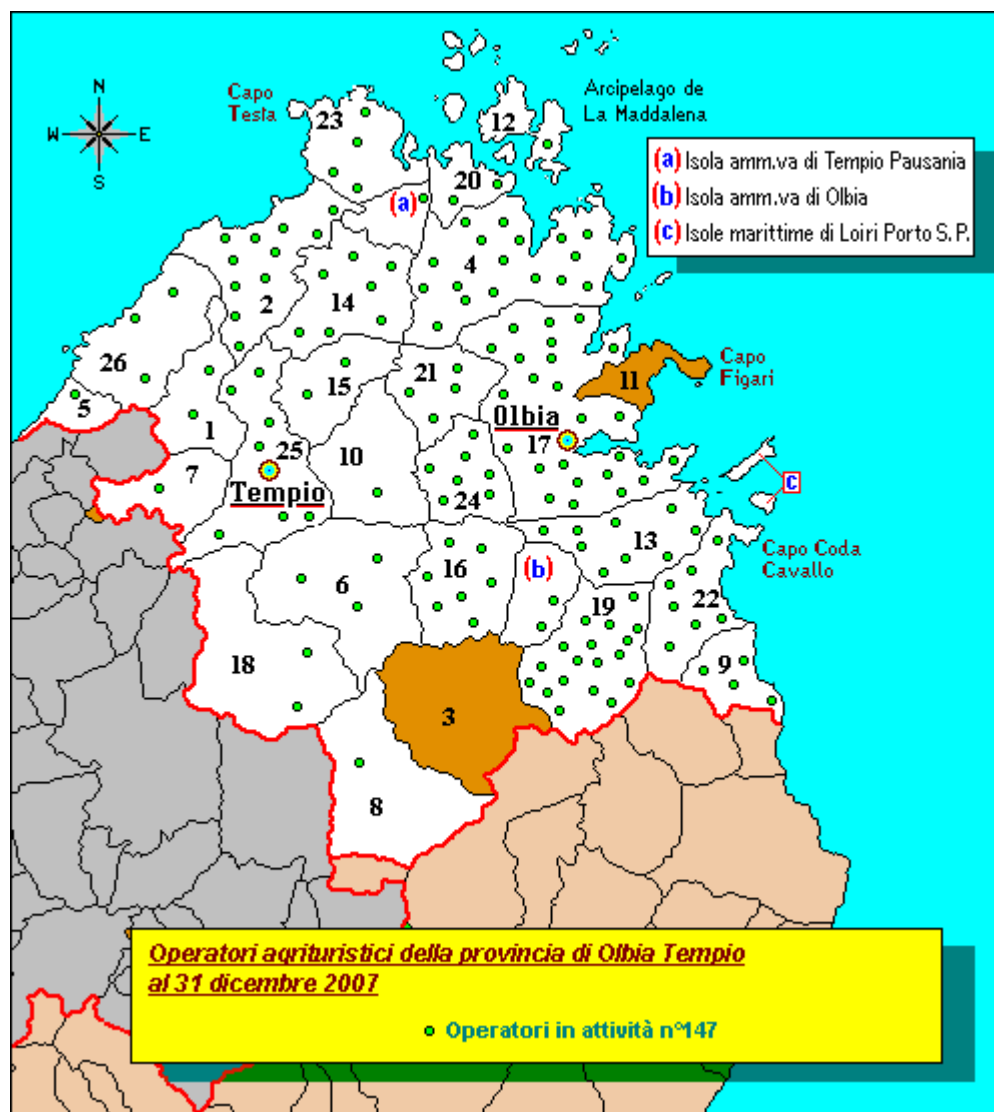 N
W E
S
Capo
Testa
Arcipelago de
La Maddalena
(a) Isola amm.va di Tempio Pausania
(b) Isola amm.va di Olbia
(c) Isole marittime di Loiri Porto S. P.
23
12
20
(a)
4
2
14
26
Capo
Figari
11
21
15
5
Olbia
1
17
25
10
7
Tempio
24
c
13
Capo Coda
Cavallo
16
(b)
6
19
22
18
9
3
8
Operatori agrituristici della provincia di Olbia Tempio
al 31 dicembre 2007
Operatori in attività n°147